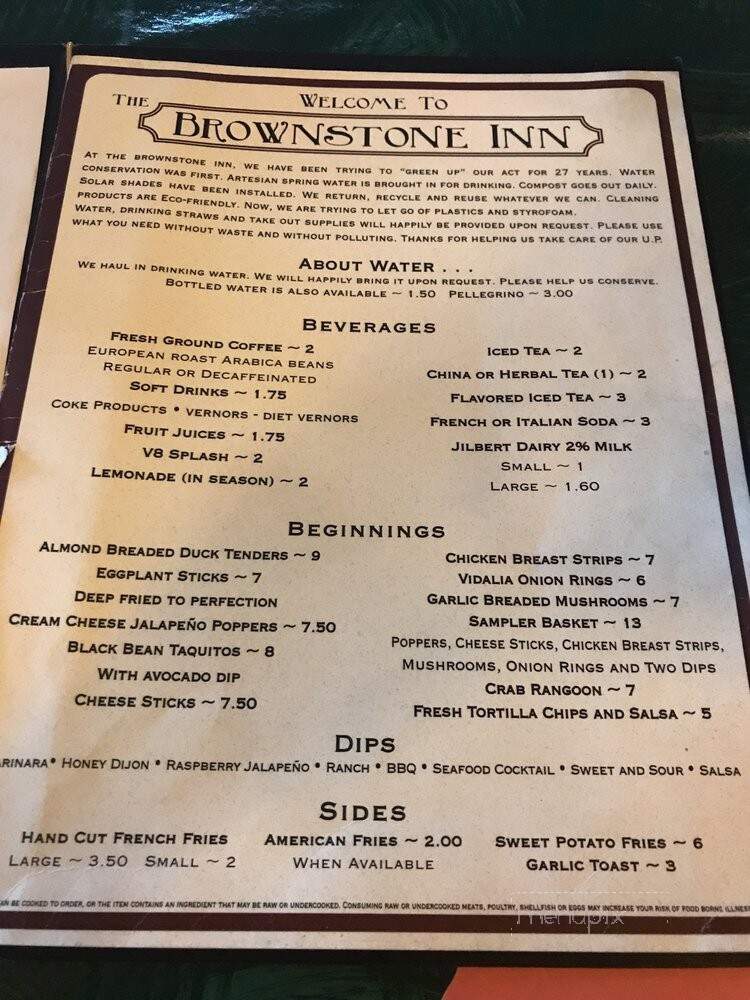 THE WELCOME TO
BROWNSTONE INN
AT THE BROWNSTONE INN, WE HAVE BEEN TRYING TO "GREEN UP" OUR ACT FOR 27 YEARS. WATER
CONSERVATION WAS FIRST. ARTESIAN SPRING WATER IS BROUGHT IN FOR DRINKING. COMPOST GOES OUT DAILY.
SOLAR SHADES HAVE BEEN INSTALLED. WE RETURN, RECYCLE AND REUSE WHATEVER WE CAN. CLEANING
PRODUCTS ARE ECO-FRIENDLY. NOW, WE ARE TRYING TO LET GO OF PLASTICS AND STYROFOAM.
WATER, DRINKING STRAWS AND TAKE OUT SUPPLIES WILL HAPPILY BE PROVIDED UPON REQUEST. PLEASE USE
WHAT YOU NEED WITHOUT WASTE AND WITHOUT POLLUTING. THANKS FOR HELPING US TAKE CARE OF OUR U.P.
ABOUT WATER . . .
WE HAUL IN DRINKING WATER. WE WILL HAPPILY BRING IT UPON REQUEST. PLEASE HELP US CONSERVE.
BOTTLED WATER IS ALSO AVAILABLE ~ 1.50 PELLEGRINO ~ 3.00
BEVERAGES
FRESH GROUND COFFEE ~ 2
EUROPEAN ROAST ARABICA BEANS
REGULAR OR DECAFFEINATED
SOFT DRINKS ~ 1.75
COKE PRODUCTS • VERNORS - DIET VERNORS
FRUIT JUICES ~ 1.75
V8 SPLASH ~ 2
LEMONADE (IN SEASON) ~ 2
ICED TEA ~ 2
CHINA OR HERBAL TEA (1) ~ 2
FLAVORED ICED TEA ~ 3
FRENCH OR ITALIAN SODA ~ 3
JILBERT DAIRY 2% MILK
SMALL ~ 1
LARGE ~ 1.60
BEGINNINGS
ALMOND BREADED DUCK TENDERS ~ 9
EGGPLANT STICKS ~ 7
DEEP FRIED TO PERFECTION
CREAM CHEESE JALAPEÑO POPPERS ~ 7.50
BLACK BEAN TAQUITOS ~ 8
WITH AVOCADO DIP
CHEESE STICKS ~ 7.50
CHICKEN BREAST STRIPS ~ 7
VIDALIA ONION RINGS ~ 6
GARLIC BREADED MUSHROOMS ~ 7
SAMPLER BASKET ~ 13
POPPERS, CHEESE STICKS, CHICKEN BREAST STRIPS,
MUSHROOMS, ONION RINGS AND TWO DIPS
CRAB RANGOON ~ 7
FRESH TORTILLA CHIPS AND SALSA ~ 5
DIPS
ARINARA • HONEY DIJON • RASPBERRY JALAPEÑO • RANCH • BBQ • SEAFOOD COCKTAIL • SWEET AND SOUR • SALSA
SIDES
HAND CUT FRENCH FRIES
LARGE ~ 3.50 SMALL ~ 2
AMERICAN FRIES ~ 2.00
WHEN AVAILABLE
SWEET POTATO FRIES ~ 6
GARLIC TOAST ~ 3
AN BE COOKED TO ORDER, OR THE ITEM CONTAINS AN INGREDIENT THAT MAY BE RAW OR UNDERCOOKED. CONSUMING RAW OR UNDERCOOKED MEATS, POULTRY, SHELLFISH OR EGGS MAY INCREASE YOUR RISK OF FOOD BORNE ILLNES
menupix